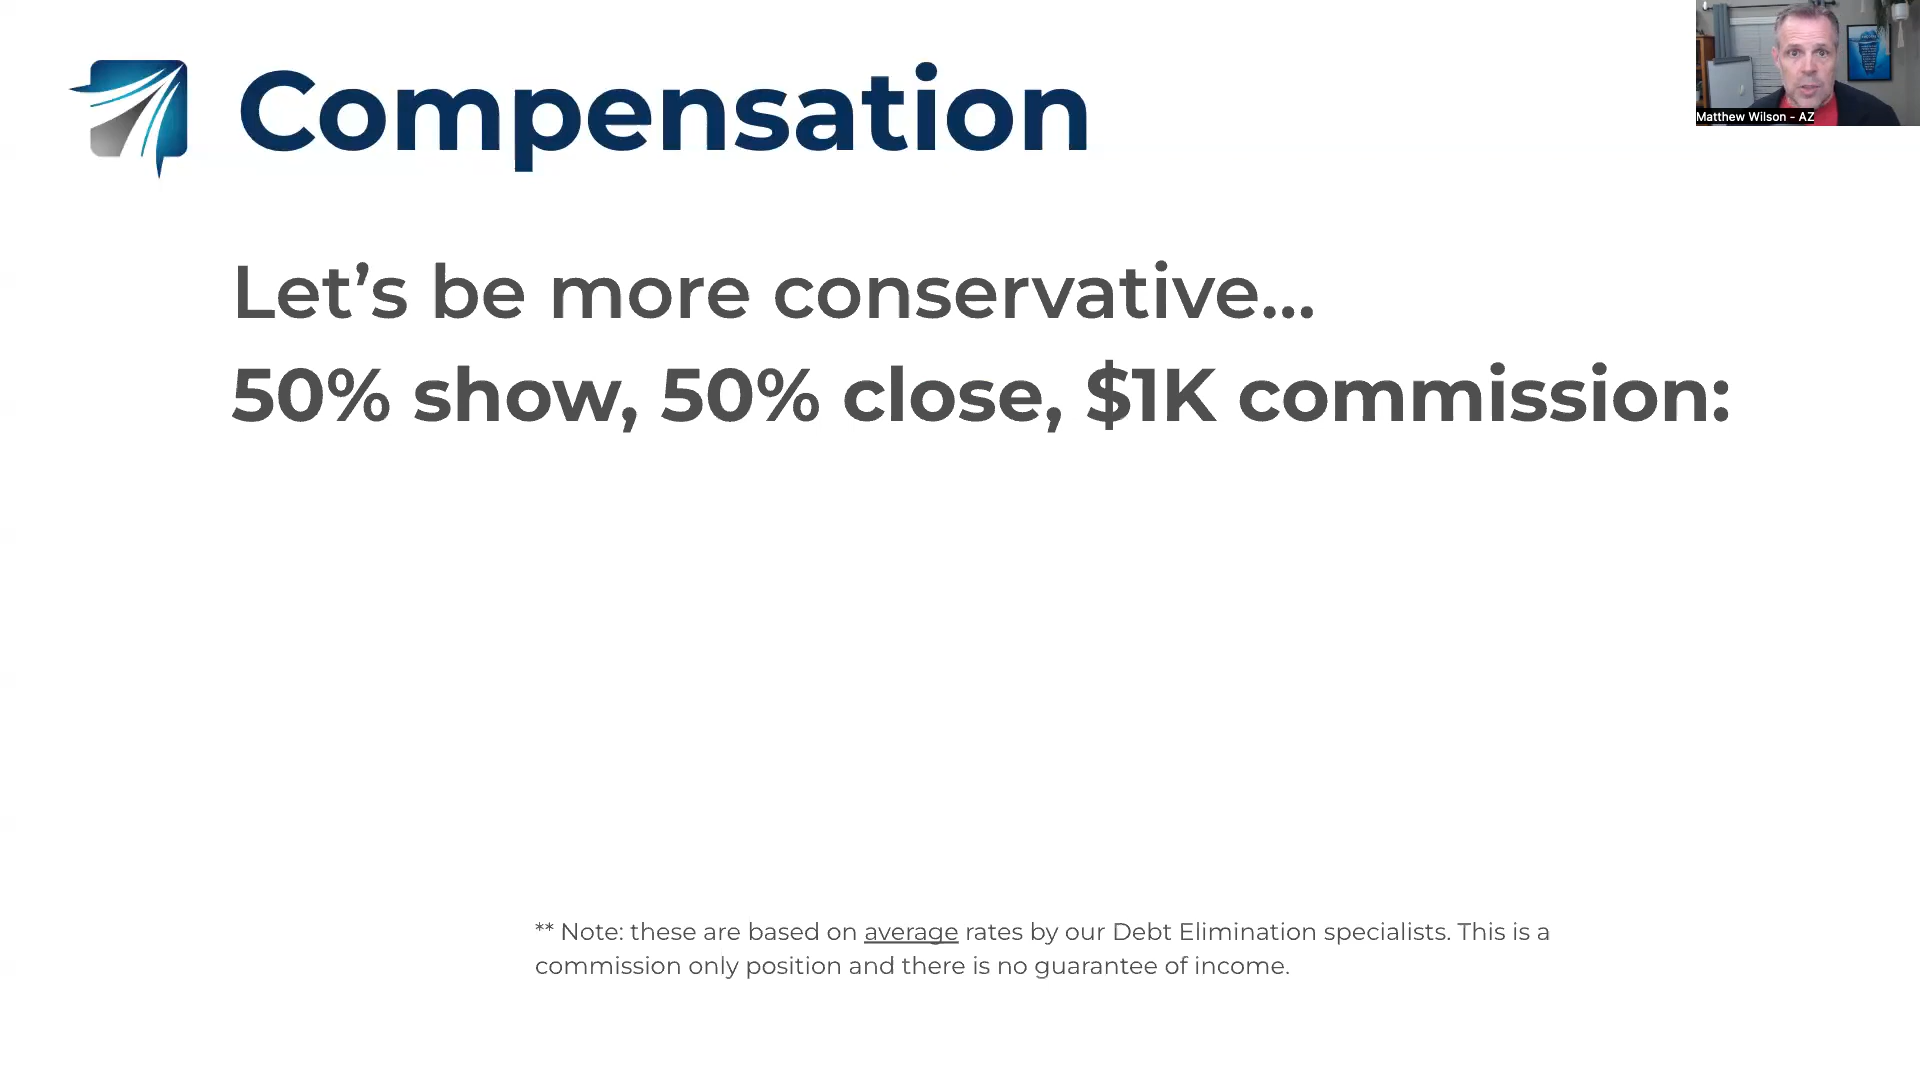 Compensation
Matthew Wilson - AZ
Let's be more conservative...
50% show, 50% close, $1K commission:
** Note: these are based on average rates by our Debt Elimination specialists. This is a
commission only position and there is no guarantee of income.